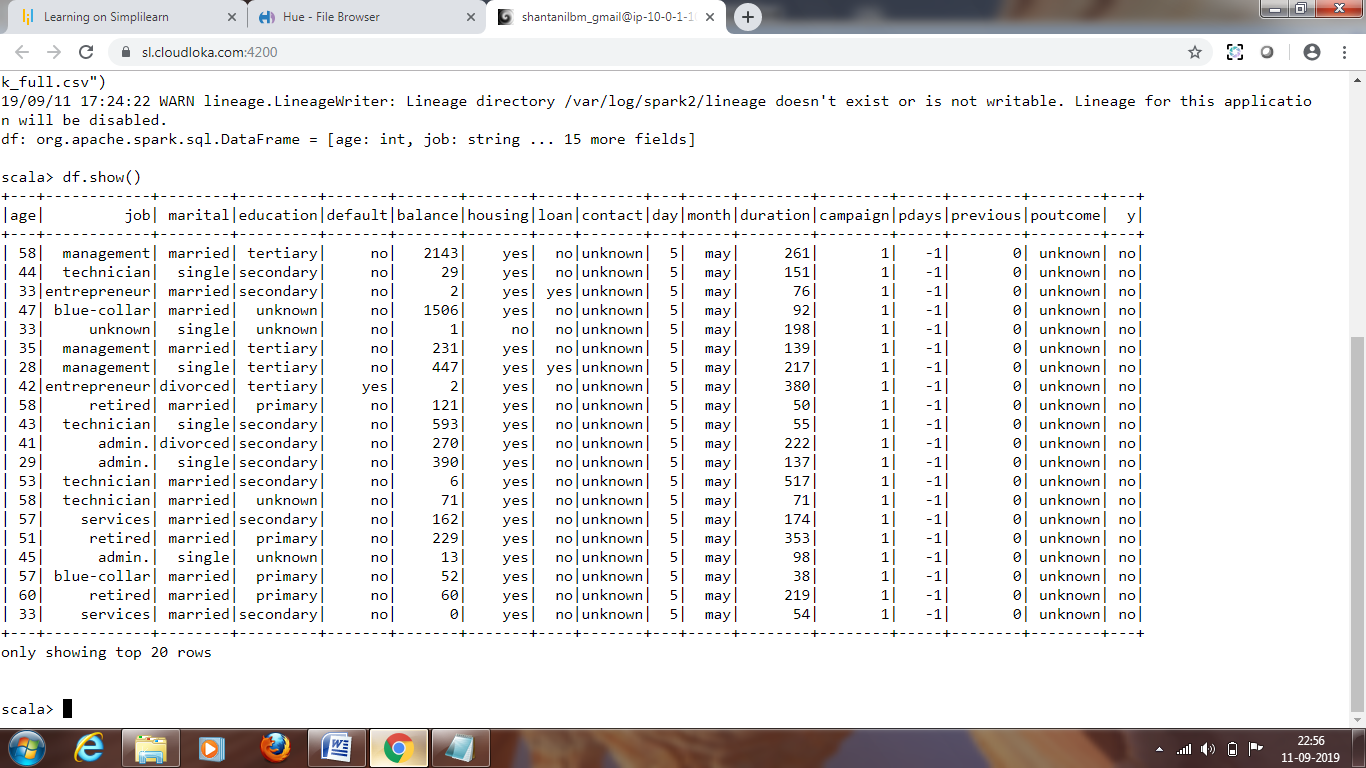 Learning on Simplilearn
Hue - File Browser
shantanilbm_gmail@ip-10-0-1-10
sl.cloudloka.com:4200
k_full.csv")
19/09/11 17:24:22 WARN lineage.LineageWriter: Lineage directory /var/log/spark2/lineage doesn't exist or is not writable. Lineage for this applicatio
n will be disabled.
df: org.apache.spark.sql.DataFrame = [age: int, job: string ... 15 more fields]
scala> df.show()
+---+------------+--------+---------+-------+-------+-------+----+-------+---+-----+--------+--------+-----+--------+--------+---+
|age|         job| marital|education|default|balance|housing|loan|contact|day|month|duration|campaign|pdays|previous|poutcome|  y|
+---+------------+--------+---------+-------+-------+-------+----+-------+---+-----+--------+--------+-----+--------+--------+---+
| 58|  management| married| tertiary|     no|   2143|    yes|  no|unknown|  5|  may|     261|       1|   -1|       0| unknown| no|
| 44|  technician|  single|secondary|     no|     29|    yes|  no|unknown|  5|  may|     151|       1|   -1|       0| unknown| no|
| 33|entrepreneur| married|secondary|     no|      2|    yes| yes|unknown|  5|  may|      76|       1|   -1|       0| unknown| no|
| 47| blue-collar| married|  unknown|     no|   1506|    yes|  no|unknown|  5|  may|      92|       1|   -1|       0| unknown| no|
| 33|     unknown|  single|  unknown|     no|      1|     no|  no|unknown|  5|  may|     198|       1|   -1|       0| unknown| no|
| 35|  management| married| tertiary|     no|    231|    yes|  no|unknown|  5|  may|     139|       1|   -1|       0| unknown| no|
| 28|  management|  single| tertiary|     no|    447|    yes| yes|unknown|  5|  may|     217|       1|   -1|       0| unknown| no|
| 42|entrepreneur|divorced| tertiary|    yes|      2|    yes|  no|unknown|  5|  may|     380|       1|   -1|       0| unknown| no|
| 58|     retired| married|  primary|     no|    121|    yes|  no|unknown|  5|  may|      50|       1|   -1|       0| unknown| no|
| 43|  technician|  single|secondary|     no|    593|    yes|  no|unknown|  5|  may|      55|       1|   -1|       0| unknown| no|
| 41|      admin.|divorced|secondary|     no|    270|    yes|  no|unknown|  5|  may|     222|       1|   -1|       0| unknown| no|
| 29|      admin.|  single|secondary|     no|    390|    yes|  no|unknown|  5|  may|     137|       1|   -1|       0| unknown| no|
| 53|  technician| married|secondary|     no|      6|    yes|  no|unknown|  5|  may|     517|       1|   -1|       0| unknown| no|
| 58|  technician| married|  unknown|     no|     71|    yes|  no|unknown|  5|  may|      71|       1|   -1|       0| unknown| no|
| 57|    services| married|secondary|     no|    162|    yes|  no|unknown|  5|  may|     174|       1|   -1|       0| unknown| no|
| 51|     retired| married|  primary|     no|    229|    yes|  no|unknown|  5|  may|     353|       1|   -1|       0| unknown| no|
| 45|      admin.|  single|  unknown|     no|     13|    yes|  no|unknown|  5|  may|      98|       1|   -1|       0| unknown| no|
| 57| blue-collar| married|  primary|     no|     52|    yes|  no|unknown|  5|  may|      38|       1|   -1|       0| unknown| no|
| 60|     retired| married|  primary|     no|     60|    yes|  no|unknown|  5|  may|     219|       1|   -1|       0| unknown| no|
| 33|    services| married|secondary|     no|      0|    yes|  no|unknown|  5|  may|      54|       1|   -1|       0| unknown| no|
+---+------------+--------+---------+-------+-------+-------+----+-------+---+-----+--------+--------+-----+--------+--------+---+
only showing top 20 rows
scala>
22:56
11-09-2019